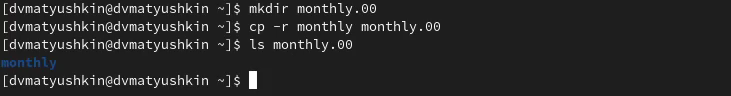 [dvmatyushkin@dvmatyushkin ~]$ mkdir monthly.00
[dvmatyushkin@dvmatyushkin ~]$ cp -r monthly monthly.00
[dvmatyushkin@dvmatyushkin ~]$ ls monthly.00
monthly
[dvmatyushkin@dvmatyushkin ~]$